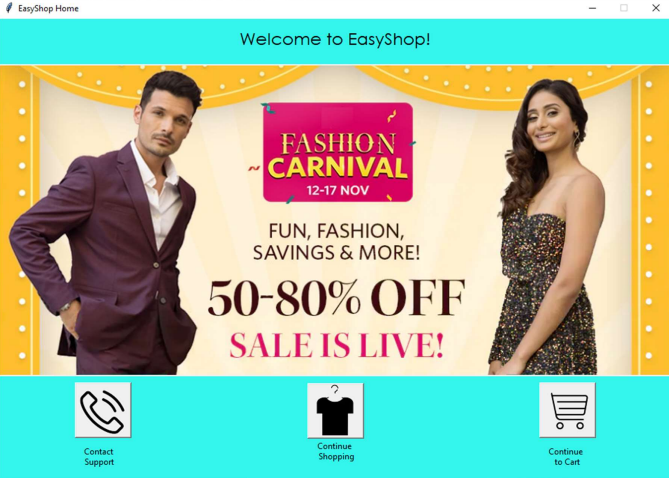 EasyShop Home
Welcome to EasyShop!
FASHION
CARNIVAL
12-17 NOV
FUN, FASHION,
SAVINGS & MORE!
50-80% OFF
SALE IS LIVE!
Contact
Support
Continue
Shopping
Continue
to Cart